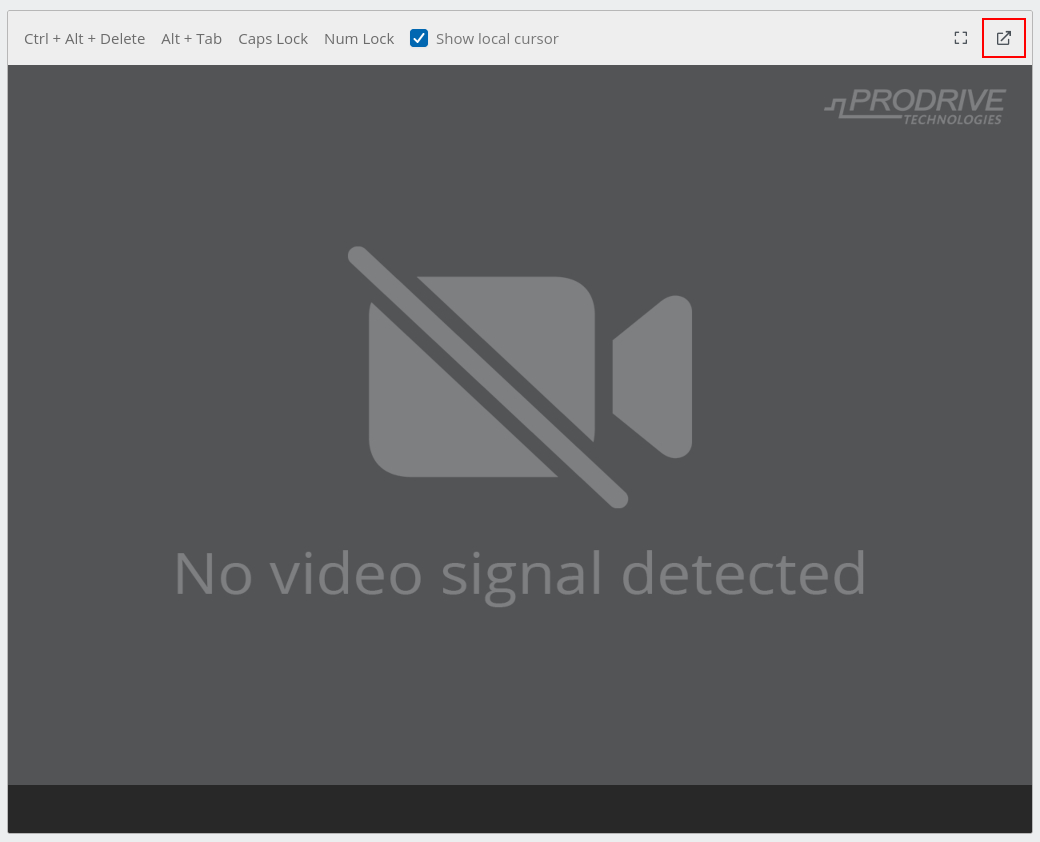 Ctrl + Alt + Delete Alt + Tab Caps Lock Num Lock Show local cursor
PRODRIVE
TECHNOLOGIES
No video signal detected